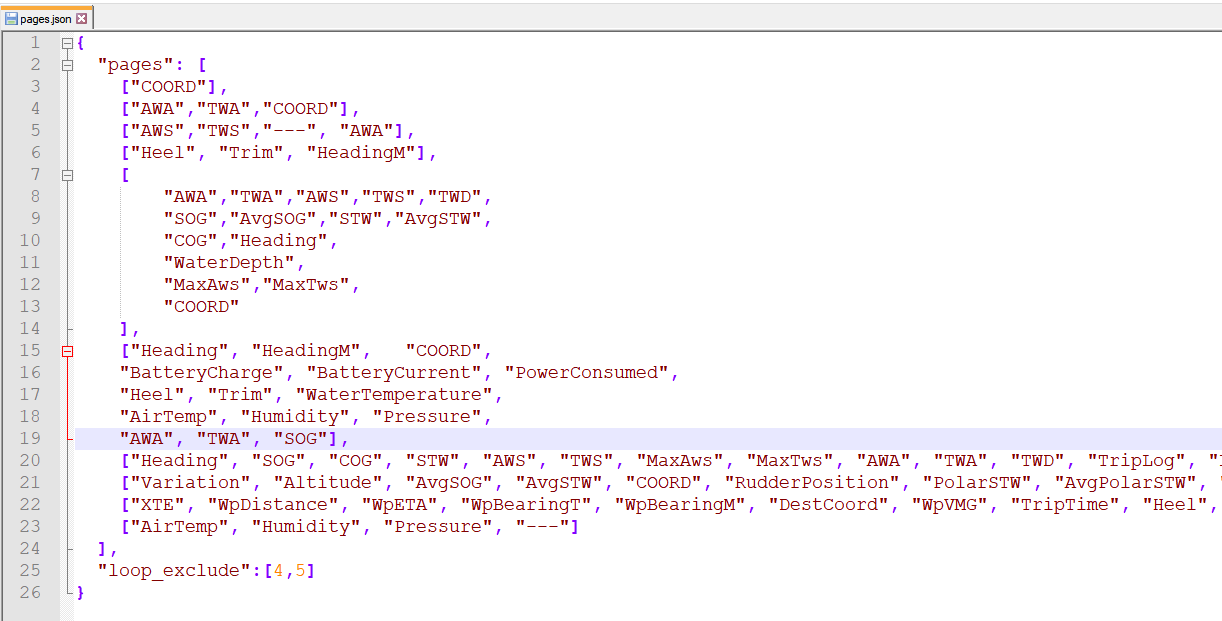 pages.json
1 {
2 "pages": [
3 ["COORD"],
4 ["AWA","TWA","COORD"],
5 ["AWS","TWS","---", "AWA"],
6 ["Heel", "Trim", "HeadingM"],
7 [
8 "AWA","TWA","AWS","TWS","TWD",
9 "SOG","AvgSOG","STW","AvgSTW",
10 "COG","Heading",
11 "WaterDepth",
12 "MaxAws","MaxTws",
13 "COORD"
14 ],
15 ["Heading", "HeadingM",   "COORD",
16 "BatteryCharge", "BatteryCurrent", "PowerConsumed",
17 "Heel", "Trim", "WaterTemperature",
18 "AirTemp", "Humidity", "Pressure",
19 "AWA", "TWA", "SOG"],
20 ["Heading", "SOG", "COG", "STW", "AWS", "TWS", "MaxAws", "MaxTws", "AWA", "TWA", "TWD", "TripLog", "
21 ["Variation", "Altitude", "AvgSOG", "AvgSTW", "COORD", "RudderPosition", "PolarSTW", "AvgPolarSTW",
22 ["XTE", "WpDistance", "WpETA", "WpBearingT", "WpBearingM", "DestCoord", "WpVMG", "TripTime", "Heel",
23 ["AirTemp", "Humidity", "Pressure", "---"]
24 ],
25 "loop_exclude":[4,5]
26 }